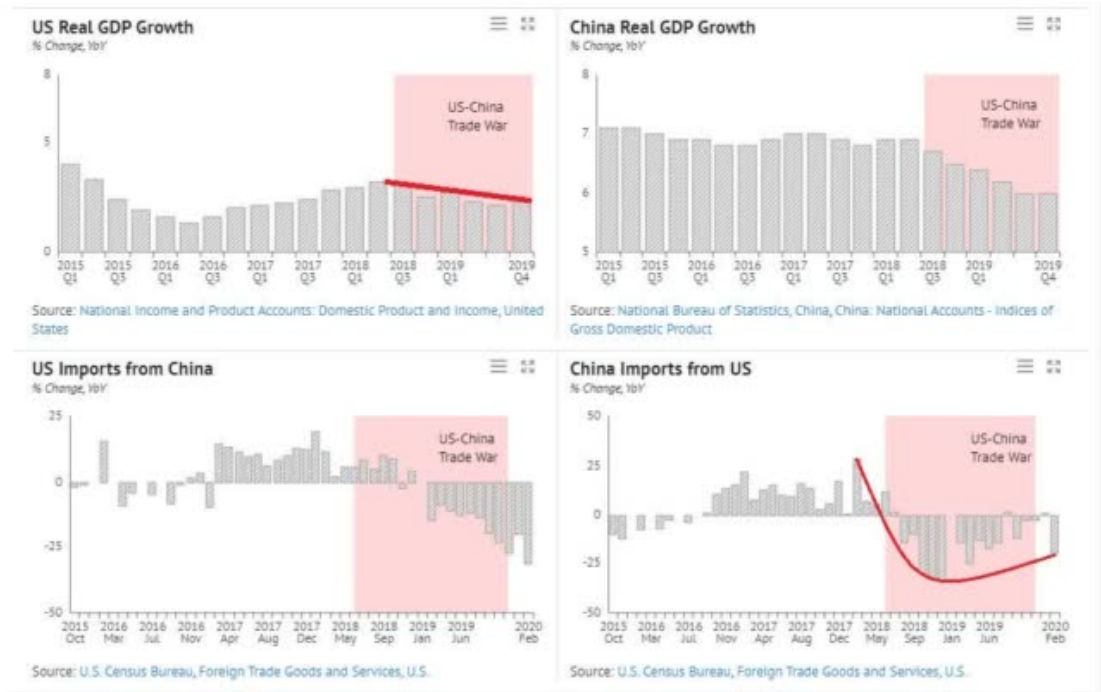 US Real GDP Growth
% Change, YoY
8
5
0
US-China
Trade War
2015 2015 2016 2016 2017 2017 2018 2018 2019 2019
Q1 Q3 Q1 Q3 Q1 Q3 Q1 Q3 Q1 Q4
Source: National Income and Product Accounts: Domestic Product and Income, United
States
China Real GDP Growth
% Change, YoY
8
7
6
5
US-China
Trade War
2015 2015 2016 2016 2017 2017 2018 2018 2019 2019
Q1 Q3 Q1 Q3 Q1 Q3 Q1 Q3 Q1 Q4
Source: National Bureau of Statistics, China, China: National Accounts - Indices of
Gross Domestic Product
US Imports from China
% Change, YoY
25
0
-25
-50
US-China
Trade War
2015 2016 2016 2016 2017 2017 2017 2018 2018 2019 2019 2020
Oct Mar Jul Nov Apr Aug Dec May Sep Jan Jun Feb
Source: U.S. Census Bureau, Foreign Trade Goods and Services, U.S.
China Imports from US
% Change, YoY
50
25
0
-25
-50
US-China
Trade War
2015 2016 2016 2016 2017 2017 2017 2018 2018 2019 2019 2020
Oct Mar Jul Nov Apr Aug Dec May Sep Jan Jun Feb
Source: U.S. Census Bureau, Foreign Trade Goods and Services, U.S.